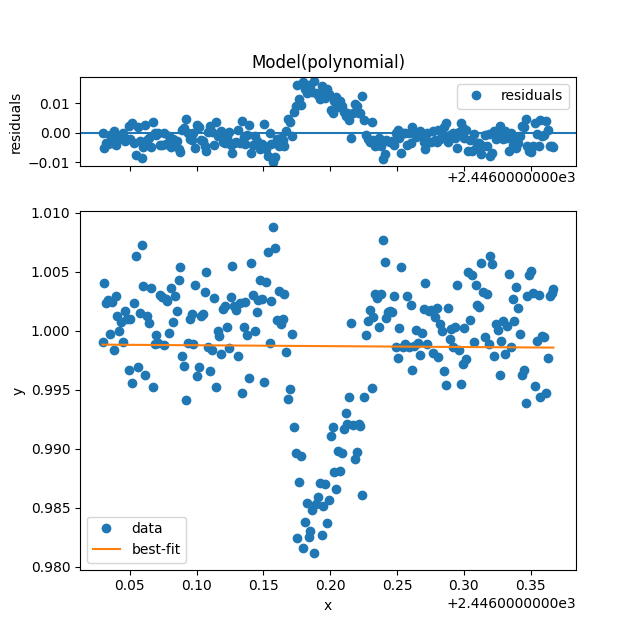 Model(polynomial)
residuals
0.01
0.00
−0.01
residuals
+2.4460000000e3
1.010
1.005
1.000
0.995
0.990
0.985
0.980
y
data
best-fit
0.05 0.10 0.15 0.20 0.25 0.30 0.35
x
+2.4460000000e3